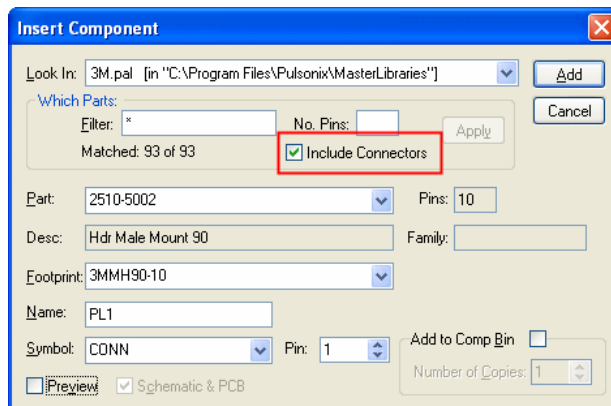 Insert Component
Look In: 3M.pal [in "C:\Program Files\Pulsonix\MasterLibraries"] Add
Which Parts: Cancel
Filter: * No. Pins: Apply
Matched: 93 of 93 Include Connectors
Part: 2510-5002 Pins: 10
Desc: Hdr Male Mount 90 Family:
Footprint: 3MMH90-10
Name: PL1
Symbol: CONN Pin: 1 Add to Comp Bin
Preview Schematic & PCB Number of Copies: 1